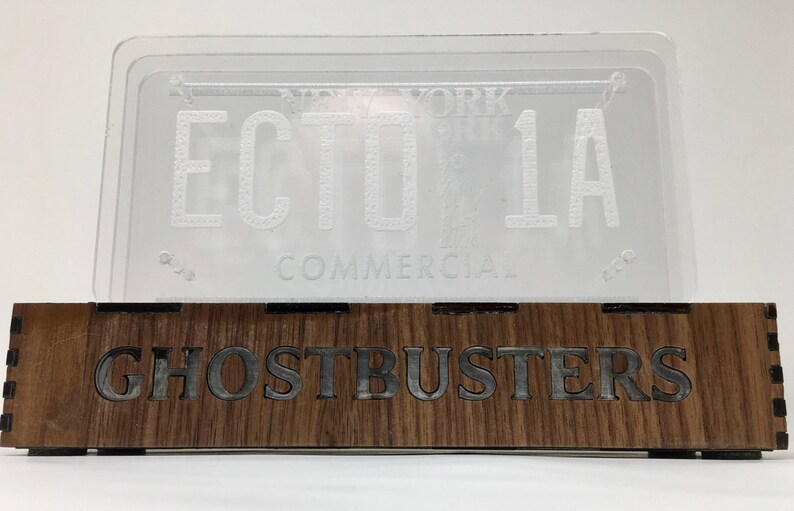 NEW YORK
ECTO 1A
COMMERCIAL
GHOSTBUSTERS